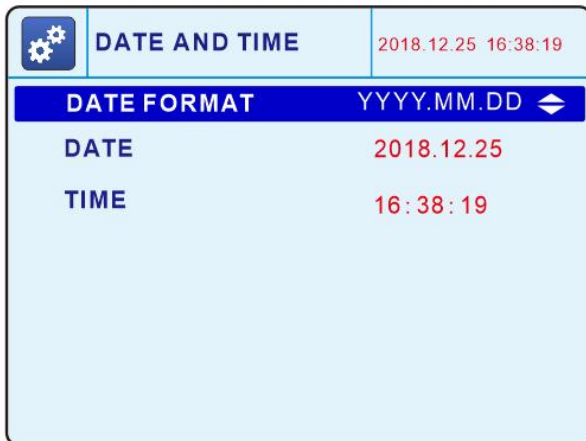 DATE AND TIME 2018.12.25 16:38:19
DATE FORMAT YYYY.MM.DD
DATE 2018.12.25
TIME 16:38:19